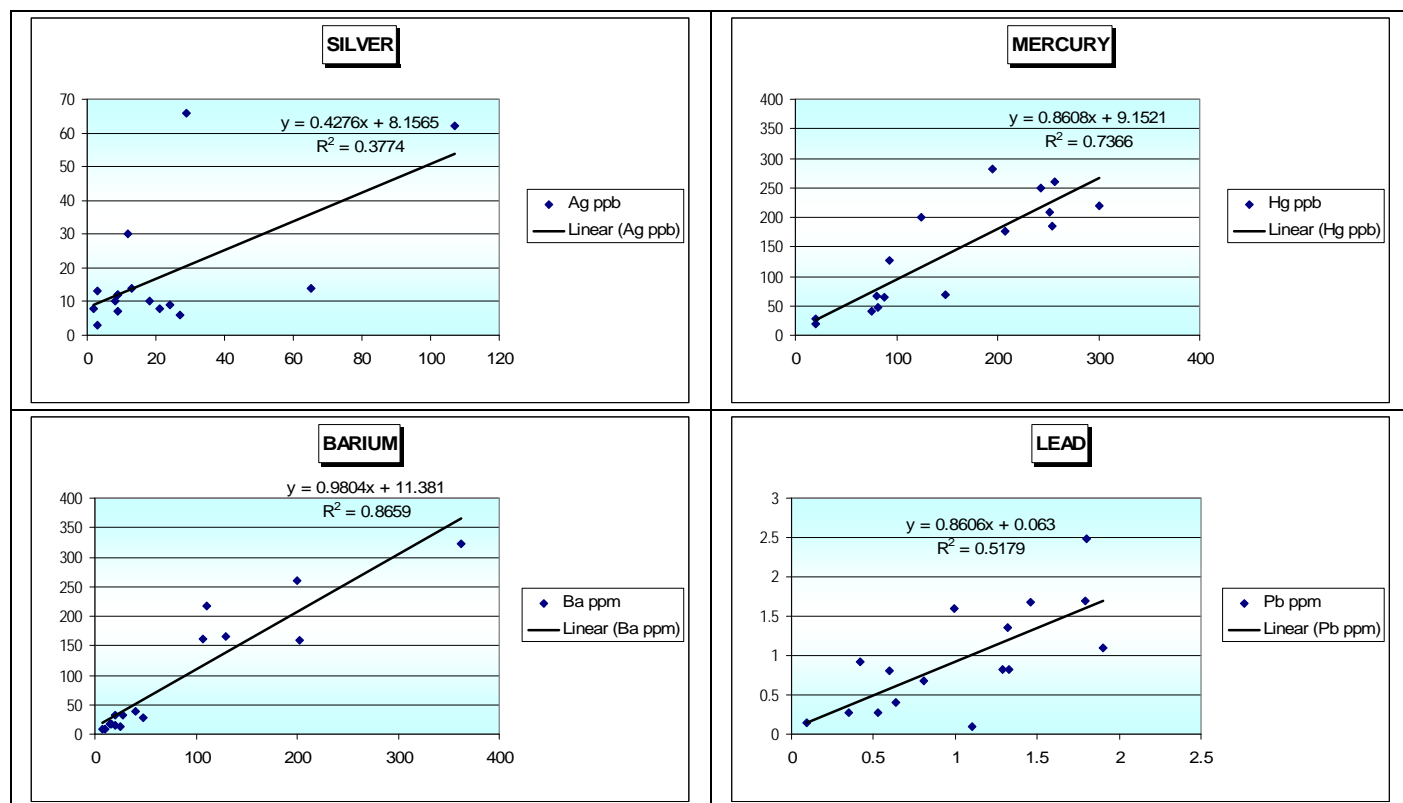 SILVER
70
60
50
40
30
20
10
0
0 20 40 60 80 100 120
y = 0.4276x + 8.1565
R² = 0.3774
Ag ppb
Linear (Ag ppb)
MERCURY
400
350
300
250
200
150
100
50
0
0 100 200 300 400
y = 0.8608x + 9.1521
R² = 0.7366
Hg ppb
Linear (Hg ppb)
BARIUM
y = 0.9804x + 11.381
R² = 0.8659
400
350
300
250
200
150
100
50
0
0 100 200 300 400
Ba ppm
Linear (Ba ppm)
LEAD
3
2.5
2
1.5
1
0.5
0
0 0.5 1 1.5 2 2.5
y = 0.8606x + 0.063
R² = 0.5179
Pb ppm
Linear (Pb ppm)